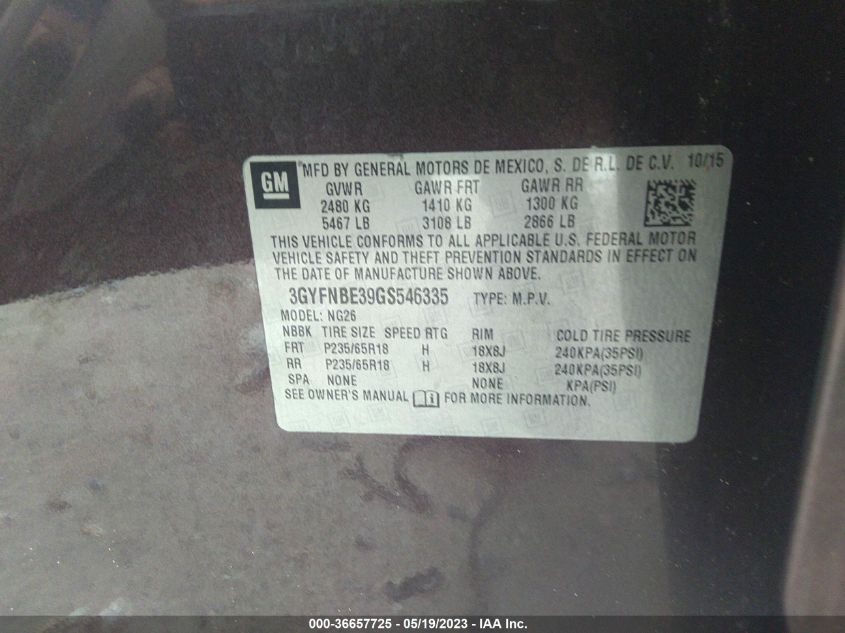 GM MFD BY GENERAL MOTORS DE MEXICO, S. DE R.L. DE C.V. 10/15
GVWR GAWR FRT GAWR RR
2480 KG 1410 KG 1300 KG
5467 LB 3108 LB 2866 LB
THIS VEHICLE CONFORMS TO ALL APPLICABLE U.S. FEDERAL MOTOR
VEHICLE SAFETY AND THEFT PREVENTION STANDARDS IN EFFECT ON
THE DATE OF MANUFACTURE SHOWN ABOVE.
3GYFNBE39GS546335 TYPE: M.P.V.
MODEL: NG26
NBBK TIRE SIZE SPEED RTG RIM COLD TIRE PRESSURE
FRT P235/65R18 H 18X8J 240KPA(35PSI)
RR P235/65R18 H 18X8J 240KPA(35PSI)
SPA NONE NONE KPA(PSI)
SEE OWNER'S MANUAL i FOR MORE INFORMATION.
000-36657725 - 05/19/2023 - IAA Inc.